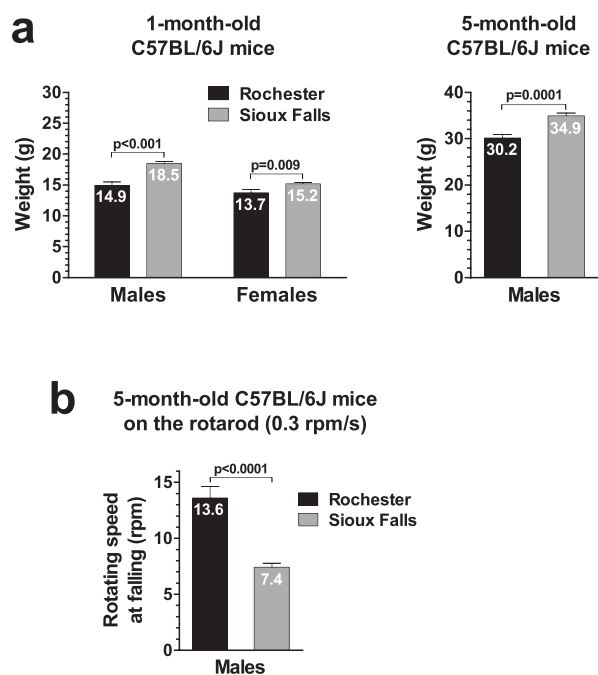 a
1-month-old
C57BL/6J mice
5-month-old
C57BL/6J mice
Rochester
Sioux Falls
Weight (g)
30
25
20
15
10
5
0
p<0.001
14.9
18.5
p=0.009
13.7
15.2
Males
Females
Weight (g)
40
30
20
10
0
p=0.0001
30.2
34.9
Males
b
5-month-old C57BL/6J mice
on the rotarod (0.3 rpm/s)
Rotating speed
at falling (rpm)
15
10
5
0
p<0.0001
13.6
7.4
Males
Rochester
Sioux Falls